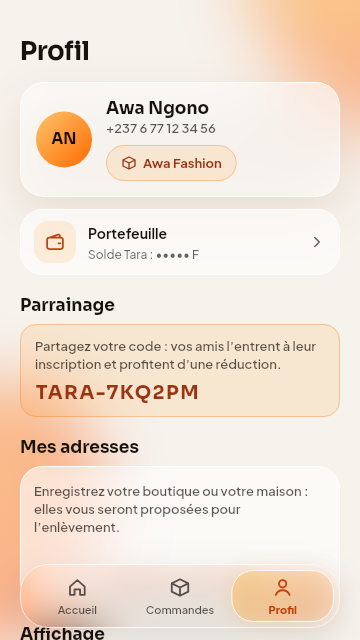 Profil
AN
Awa Ngono
+237 6 77 12 34 56
Awa Fashion
Portefeuille
Solde Tara : ••••• F
Parrainage
Partagez votre code : vos amis l’entrent à leur
inscription et profitent d’une réduction.
TARA-7KQ2PM
Mes adresses
Enregistrez votre boutique ou votre maison :
elles vous seront proposées pour
l’enlèvement.
Accueil
Commandes
Profil
Affichage